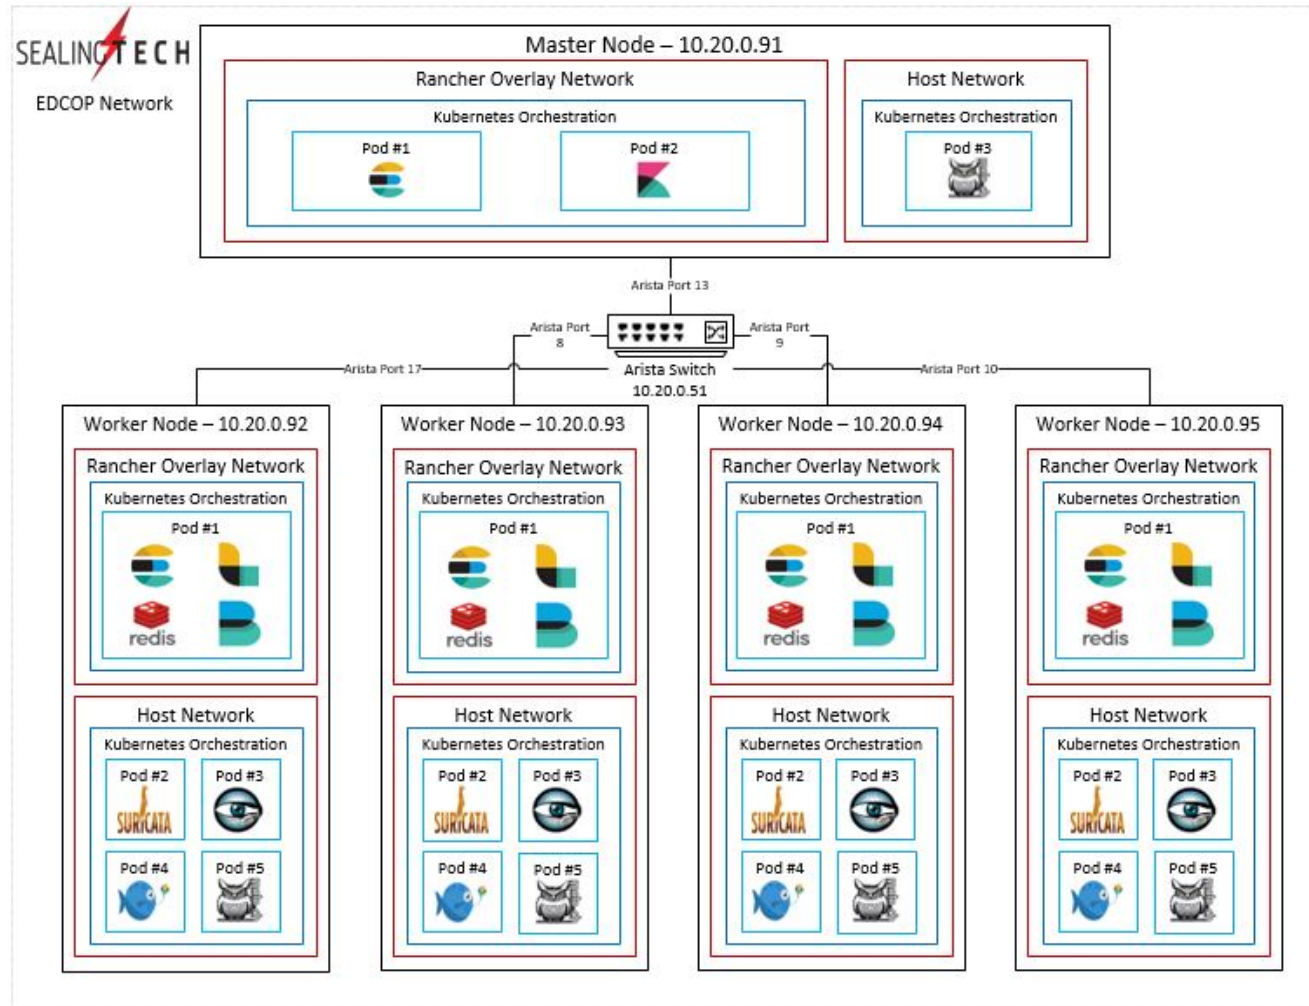 SEALINGTECH
EDCOP Network
Master Node – 10.20.0.91
Rancher Overlay Network
Kubernetes Orchestration
Pod #1
Pod #2
Host Network
Kubernetes Orchestration
Pod #3
Arista Port 13
Arista Port
8
Arista Port
9
Arista Port 17
Arista Switch
10.20.0.51
Arista Port 10
Worker Node – 10.20.0.92
Rancher Overlay Network
Kubernetes Orchestration
Pod #1
redis
Host Network
Kubernetes Orchestration
Pod #2
SURICATA
Pod #3
Pod #4
Pod #5
Worker Node – 10.20.0.93
Rancher Overlay Network
Kubernetes Orchestration
Pod #1
redis
Host Network
Kubernetes Orchestration
Pod #2
SURICATA
Pod #3
Pod #4
Pod #5
Worker Node – 10.20.0.94
Rancher Overlay Network
Kubernetes Orchestration
Pod #1
redis
Host Network
Kubernetes Orchestration
Pod #2
SURICATA
Pod #3
Pod #4
Pod #5
Worker Node – 10.20.0.95
Rancher Overlay Network
Kubernetes Orchestration
Pod #1
redis
Host Network
Kubernetes Orchestration
Pod #2
SURICATA
Pod #3
Pod #4
Pod #5